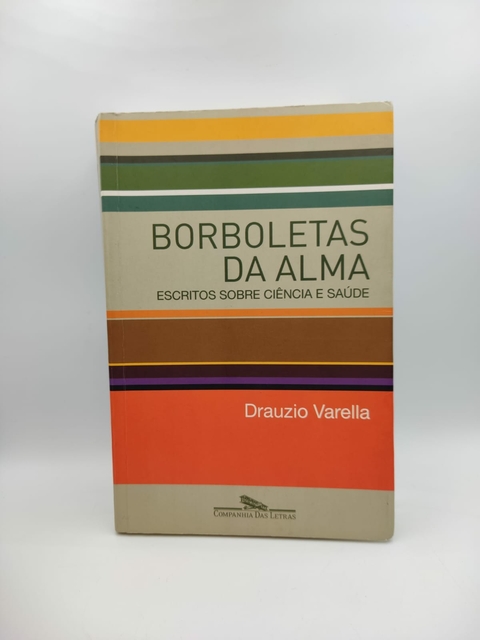 BORBOLETAS
DA ALMA
ESCRITOS SOBRE CIÊNCIA E SAÚDE
Drauzio Varella
COMPANHIA DAS LETRAS